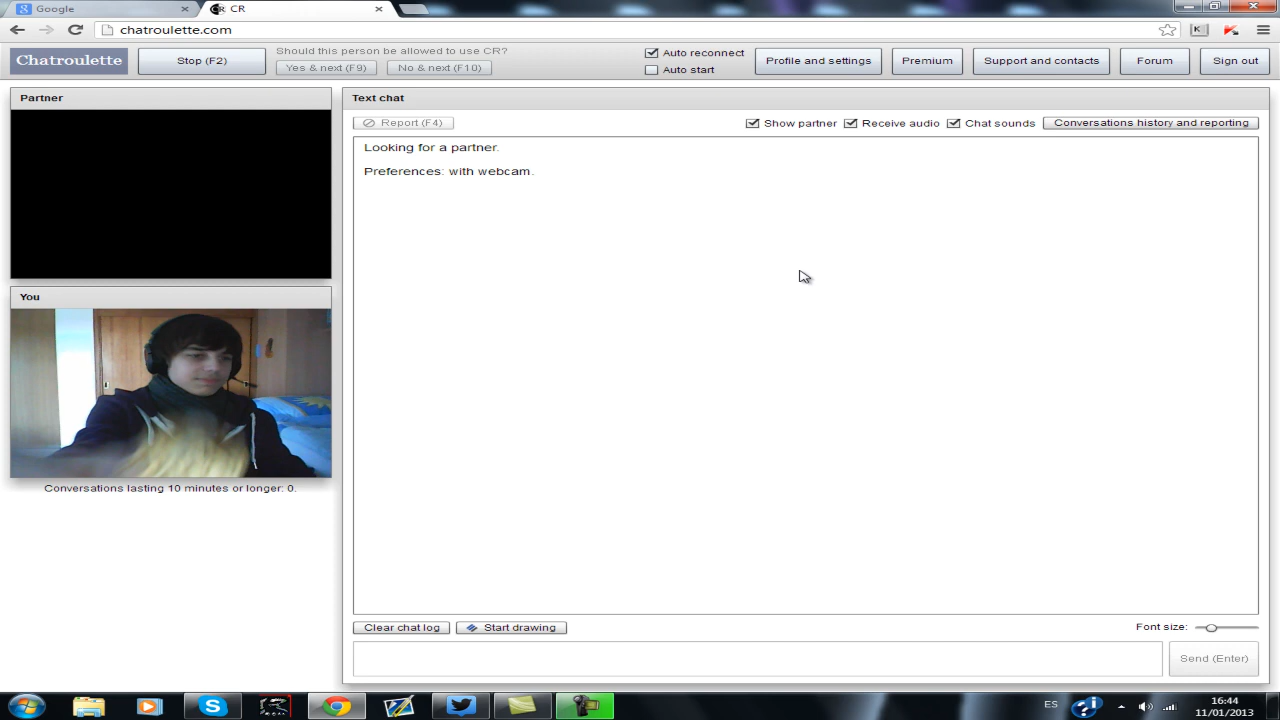 Google
CR
CR
chatroulette.com
K
Chatroulette
Stop (F2)
Should this person be allowed to use CR?
Yes & next (F9)
No & next (F10)
Auto reconnect
Auto start
Profile and settings
Premium
Support and contacts
Forum
Sign out
Partner
Text chat
Report (F4)
Show partner
Receive audio
Chat sounds
Conversations history and reporting
Looking for a partner.
Preferences: with webcam.
You
Conversations lasting 10 minutes or longer: 0.
Clear chat log
Start drawing
Font size:
Send (Enter)
ES
16:44
11/01/2013